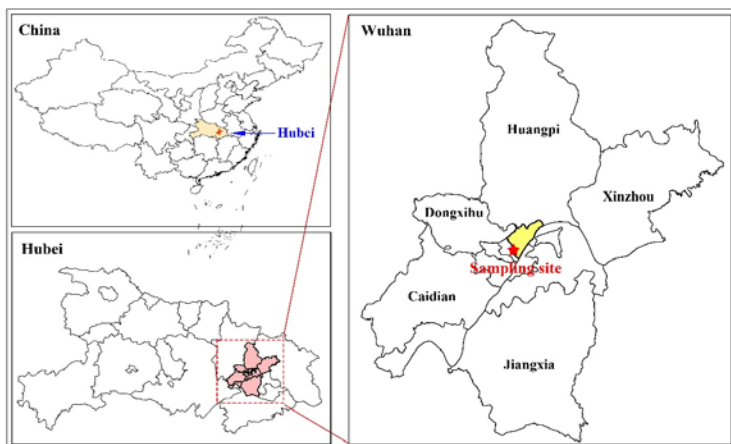 China
Hubei
Hubei
Wuhan
Huangpi
Xinzhou
Dongxihu
Sampling site
Caidian
Jiangxia